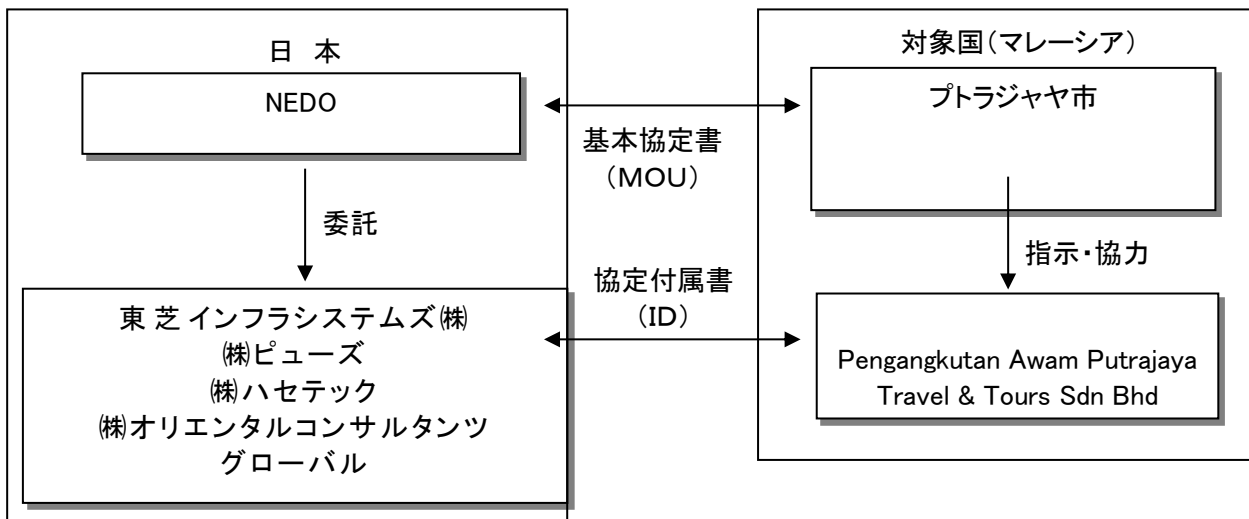 日 本
NEDO
委託
東芝インフラシステムズ㈱
㈱ピューズ
㈱ハセテック
㈱オリエンタルコンサルタンツ
グローバル
基本協定書
(MOU)
協定付属書
(ID)
対象国(マレーシア)
プトラジャヤ市
指示・協力
Pengangkutan Awam Putrajaya
Travel & Tours Sdn Bhd